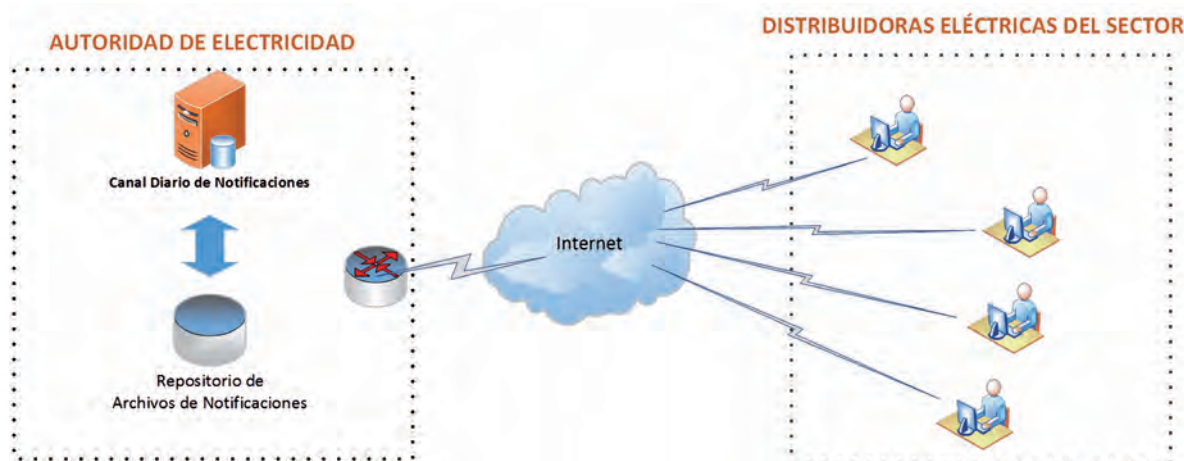 AUTORIDAD DE ELECTRICIDAD
Canal Diario de Notificaciones
Repositorio de
Archivos de Notificaciones
Internet
DISTRIBUIDORAS ELÉCTRICAS DEL SECTOR